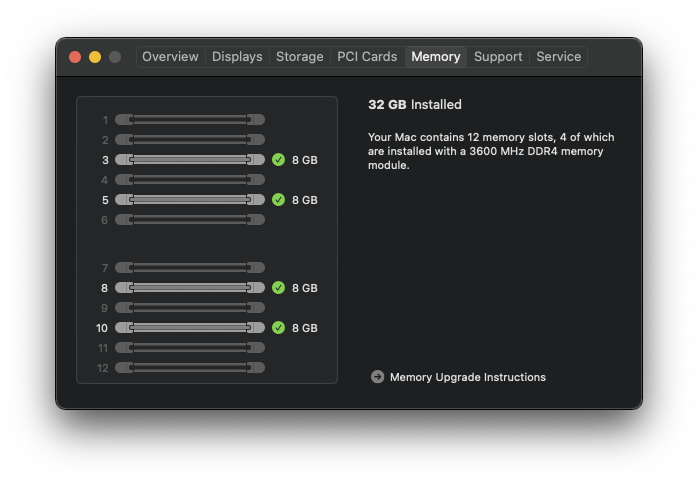 Overview Displays Storage PCI Cards Memory Support Service
1
2
3 8 GB
4
5 8 GB
6
7
8 8 GB
9
10 8 GB
11
12
32 GB Installed
Your Mac contains 12 memory slots, 4 of which
are installed with a 3600 MHz DDR4 memory
module.
Memory Upgrade Instructions